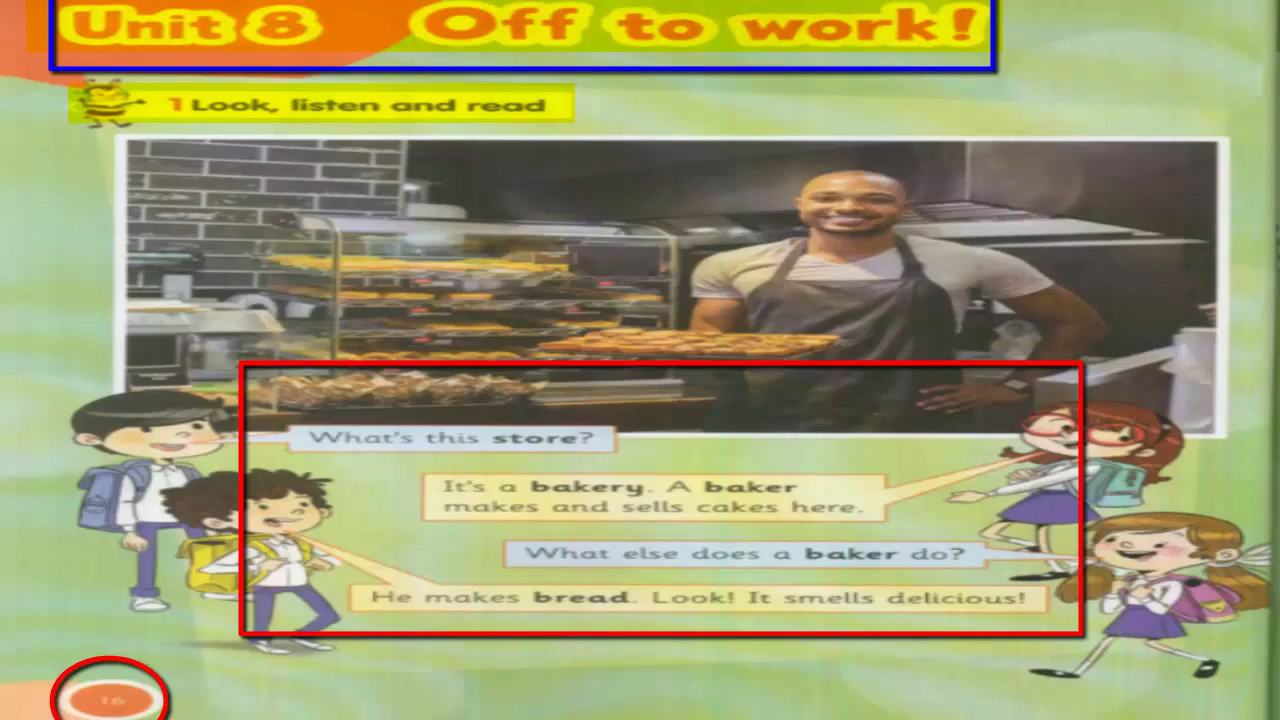 Unit 8 Off to work!
1 Look, listen and read
What's this store?
It's a bakery. A baker
makes and sells cakes here.
What else does a baker do?
He makes bread. Look! It smells delicious!
16